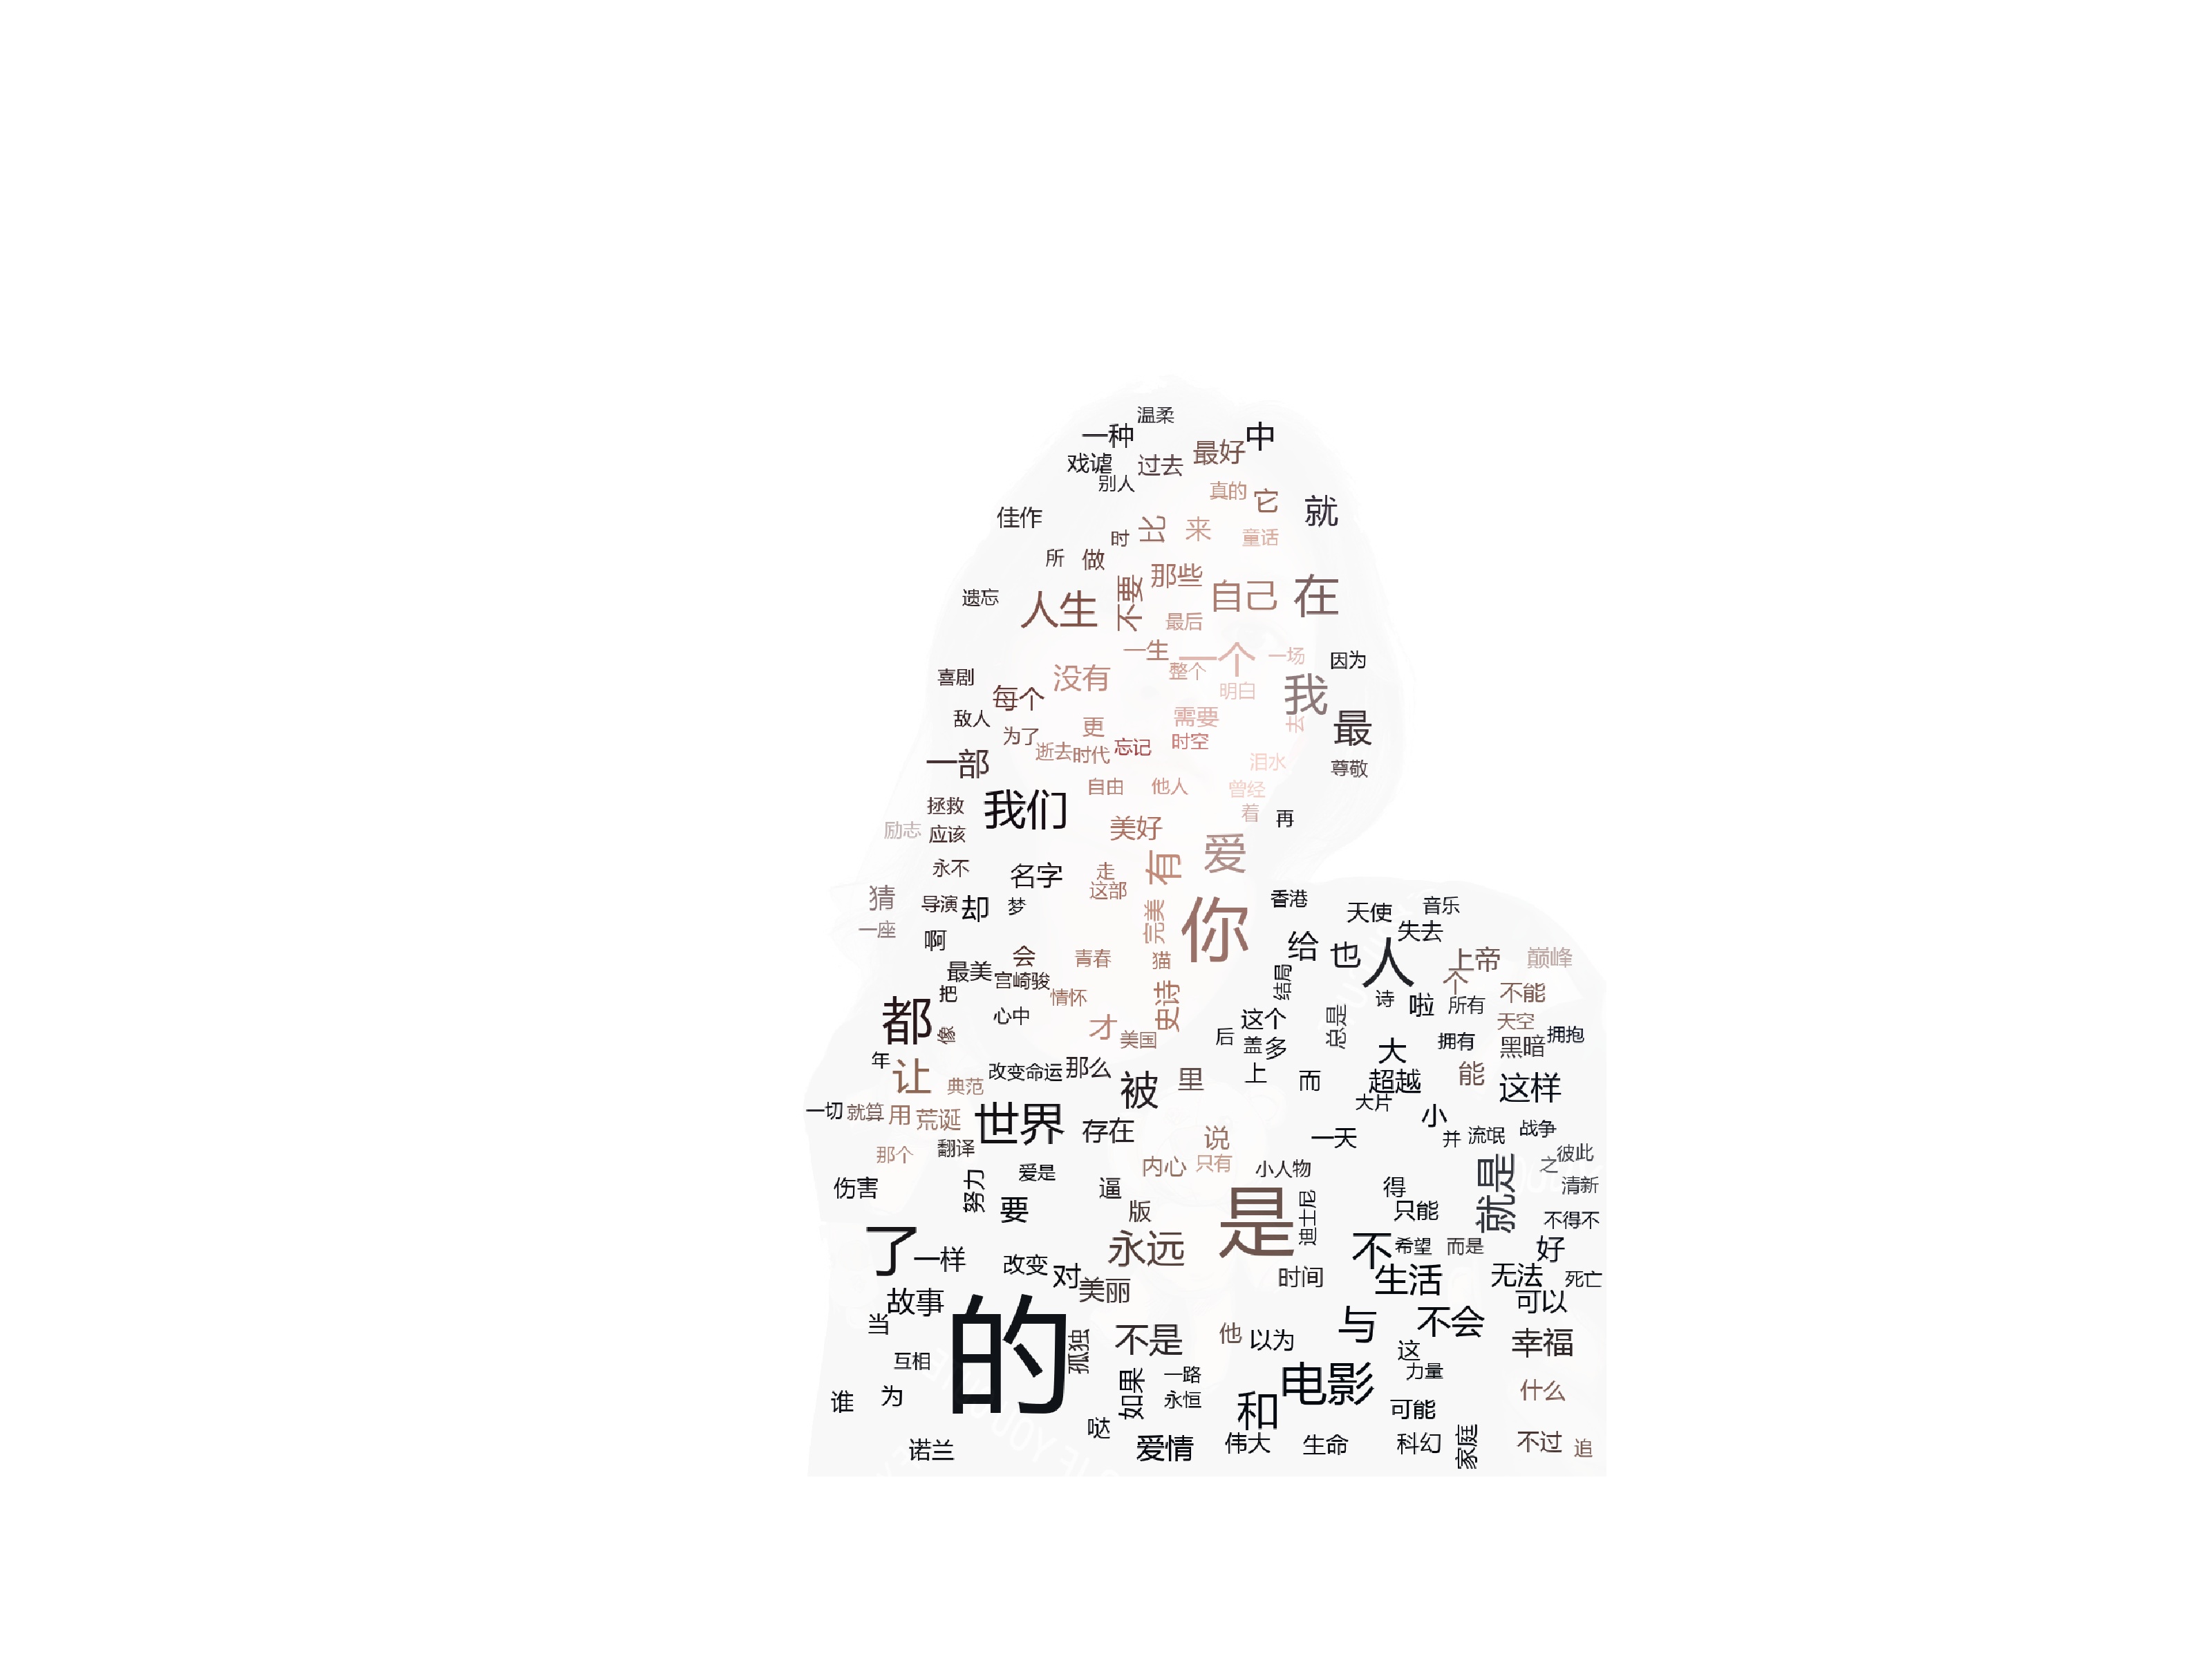 温柔
一种
中
最好
戏谑
过去
别人
真的
它
就
佳作
比
来
时
童话
所
做
那些
不要
自己
在
遗忘
人生
最后
一生
一个
一场
因为
整个
没有
喜剧
明白
每个
我
敌人
需要
去
最
为了
更
忘记
时空
逝去
时代
一部
泪水
尊敬
自由
他人
曾经
拯救
我们
着
再
励志
应该
美好
有
爱
永不
名字
走
这部
猜
导演
却
梦
完美
你
香港
天使
音乐
一座
啊
失去
给
也
人
会
青春
猫
上帝
巅峰
最美
宫崎骏
结局
个
把
情怀
史诗
诗
啦
所有
不能
都
心中
才
这个
总是
天空
像
美国
后
盖
多
大
拥有
黑暗
拥抱
年
让
典范
改变命运
那么
被
里
上
而
超越
能
这样
一切
就算
用
荒诞
世界
存在
大片
小
说
一天
并
流氓
战争
那个
翻译
内心
只有
小人物
就是
之
彼此
伤害
努力
爱是
逼
得
清新
要
版
是
迪士尼
只能
不得不
了
一样
永远
不
希望
而是
好
改变
对
美丽
时间
生活
无法
死亡
故事
可以
当
的
孤独
不是
他
以为
与
不会
幸福
这
互相
一路
力量
谁
为
如果
永恒
和
电影
什么
可能
哒
诺兰
爱情
伟大
生命
科幻
家庭
不过
追